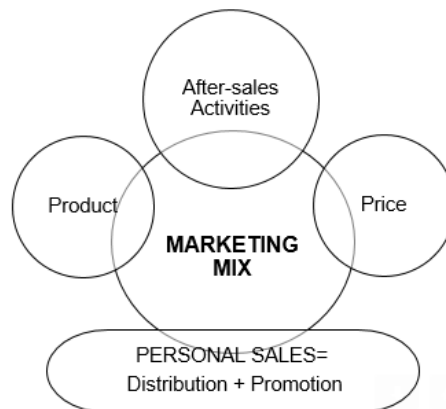 After-sales
Activities
Product
Price
MARKETING
MIX
PERSONAL SALES=
Distribution + Promotion